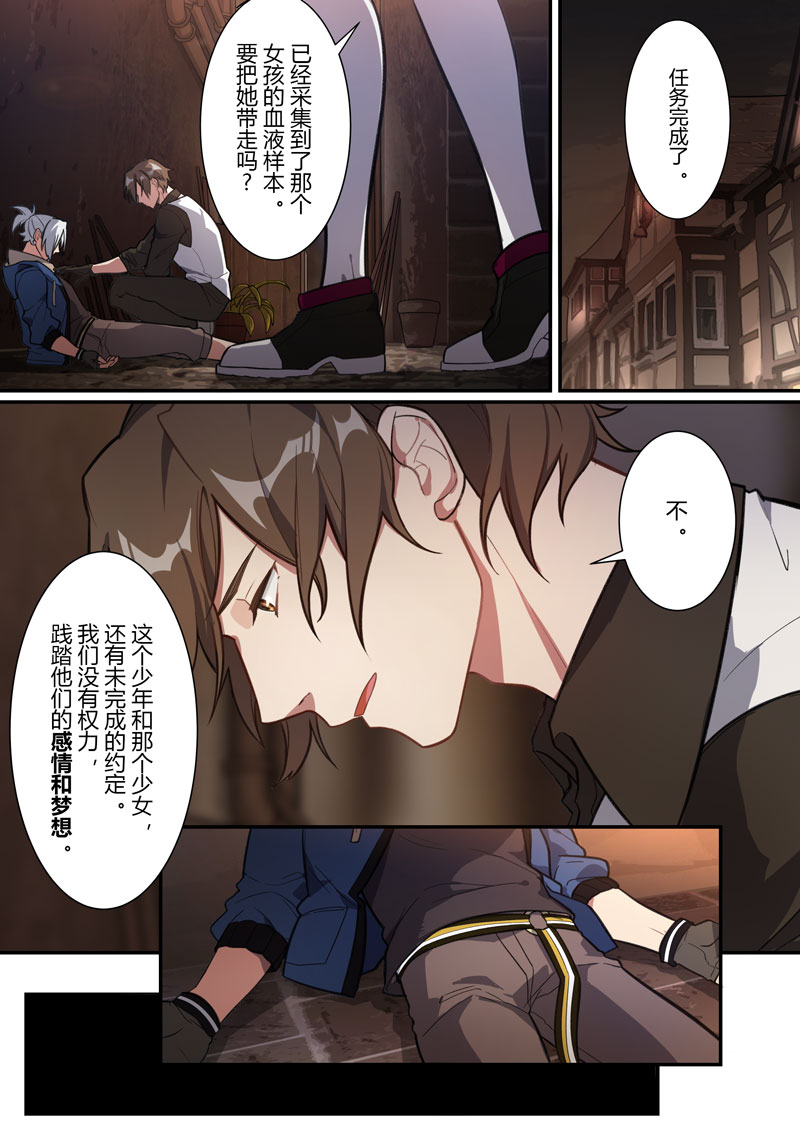 任务完成了。
已经采集到了那个
女孩的血液样本。
要把她带走吗？
不。
这个少年和那个少女，
还有未完成的约定。
我们没有权力，
践踏他们的感情和梦想。